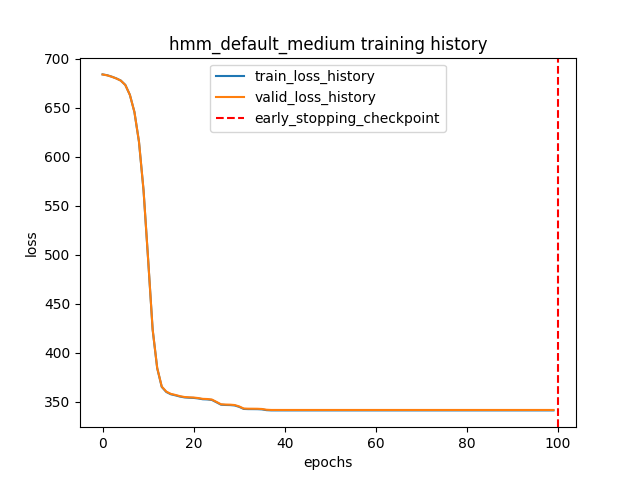 hmm_default_medium training history
train_loss_history
valid_loss_history
early_stopping_checkpoint
loss
700
650
600
550
500
450
400
350
0 20 40 60 80 100
epochs